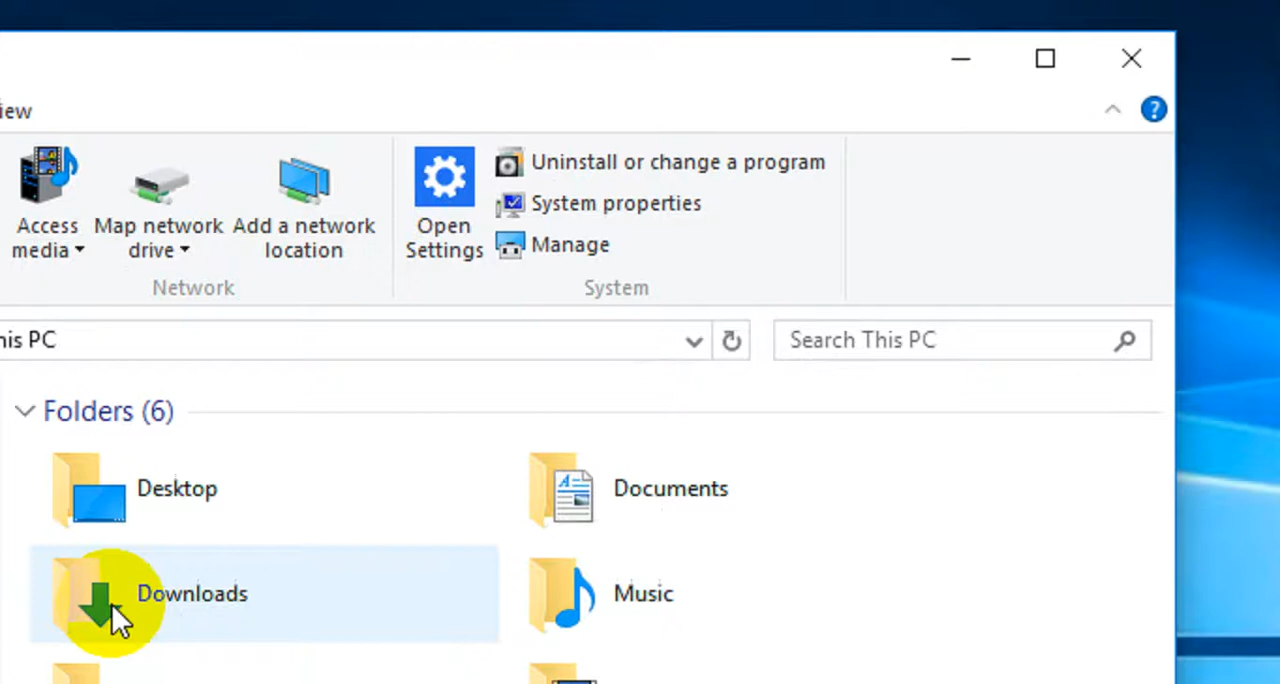 iew
?
Access
media
Map network
drive
Add a network
location
Open
Settings
Uninstall or change a program
System properties
Manage
Network
System
his PC
Search This PC
Folders (6)
Desktop
Documents
Downloads
Music